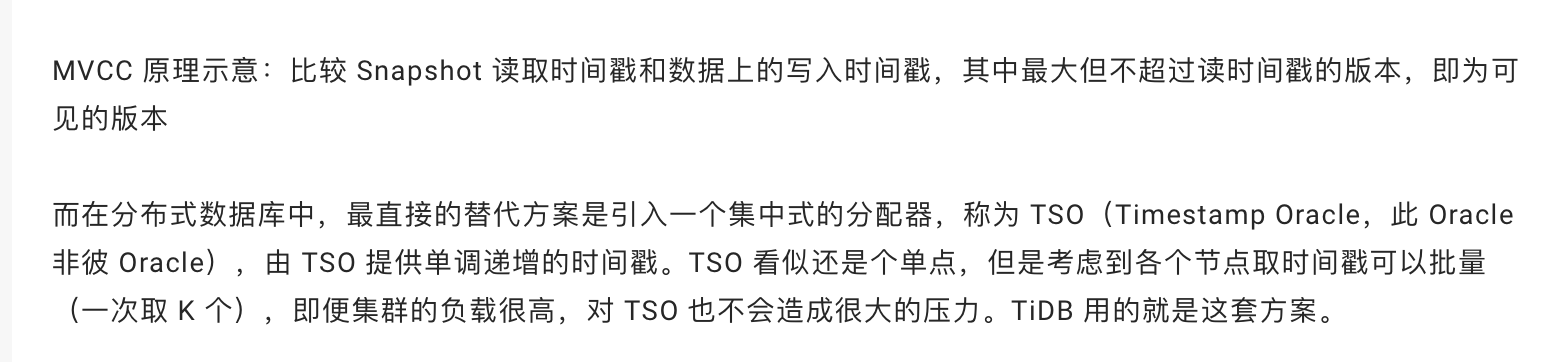 MVCC 原理示意：比较 Snapshot 读取时间戳和数据上的写入时间戳，其中最大但不超过读时间戳的版本，即为可
见的版本
而在分布式数据库中，最直接的替代方案是引入一个集中式的分配器，称为 TSO（Timestamp Oracle，此 Oracle
非彼 Oracle），由 TSO 提供单调递增的时间戳。TSO 看似还是个单点，但是考虑到各个节点取时间戳可以批量
（一次取 K 个），即便集群的负载很高，对 TSO 也不会造成很大的压力。TiDB 用的就是这套方案。